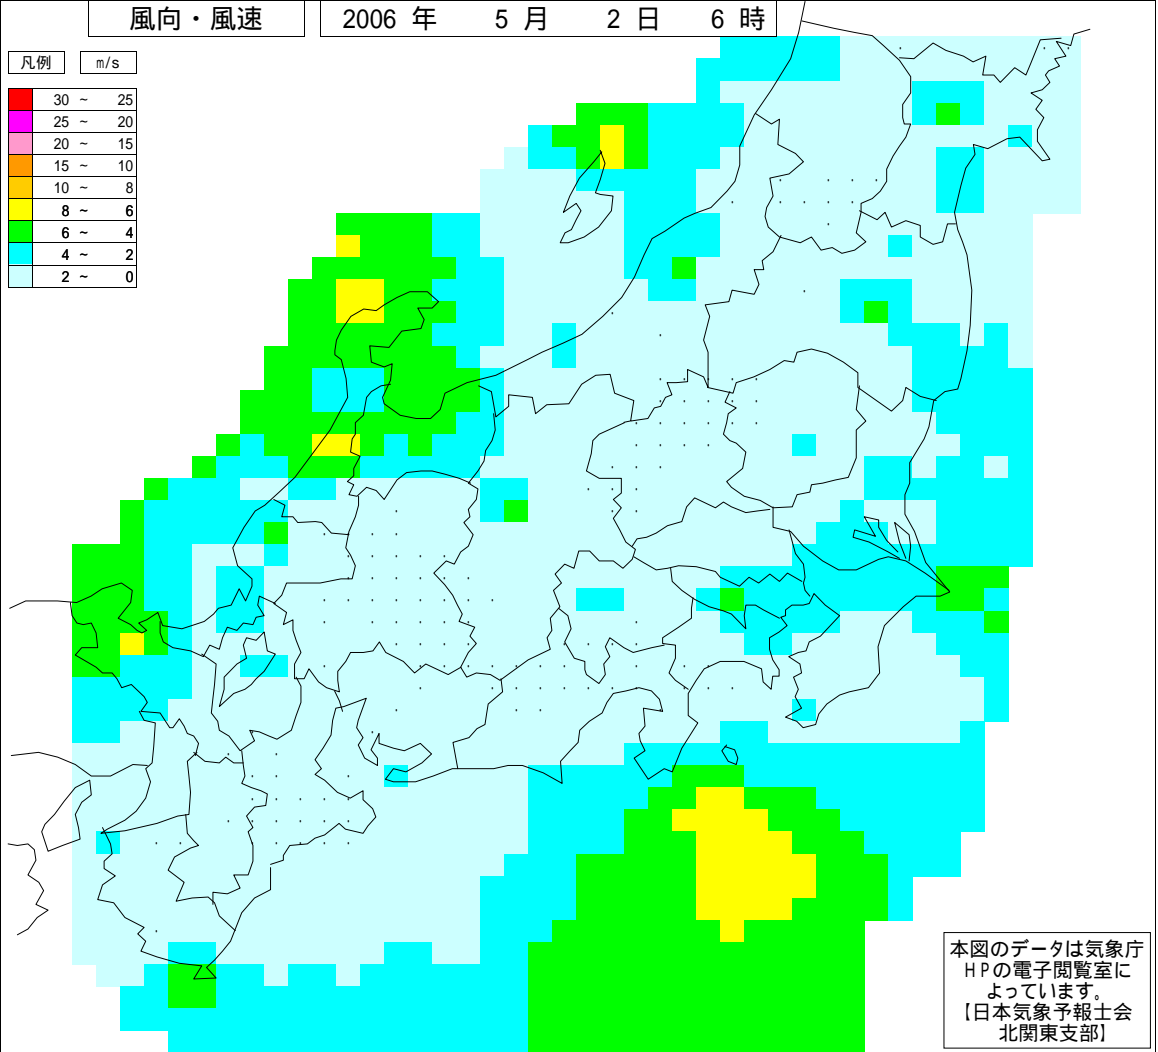 風向・風速
2006 年 5 月 2 日 6 時
凡例 m/s
30 ~ 25
25 ~ 20
20 ~ 15
15 ~ 10
10 ~ 8
8 ~ 6
6 ~ 4
4 ~ 2
2 ~ 0
本図のデータは気象庁
HPの電子閲覧室に
よっています。
【日本気象予報士会
北関東支部】